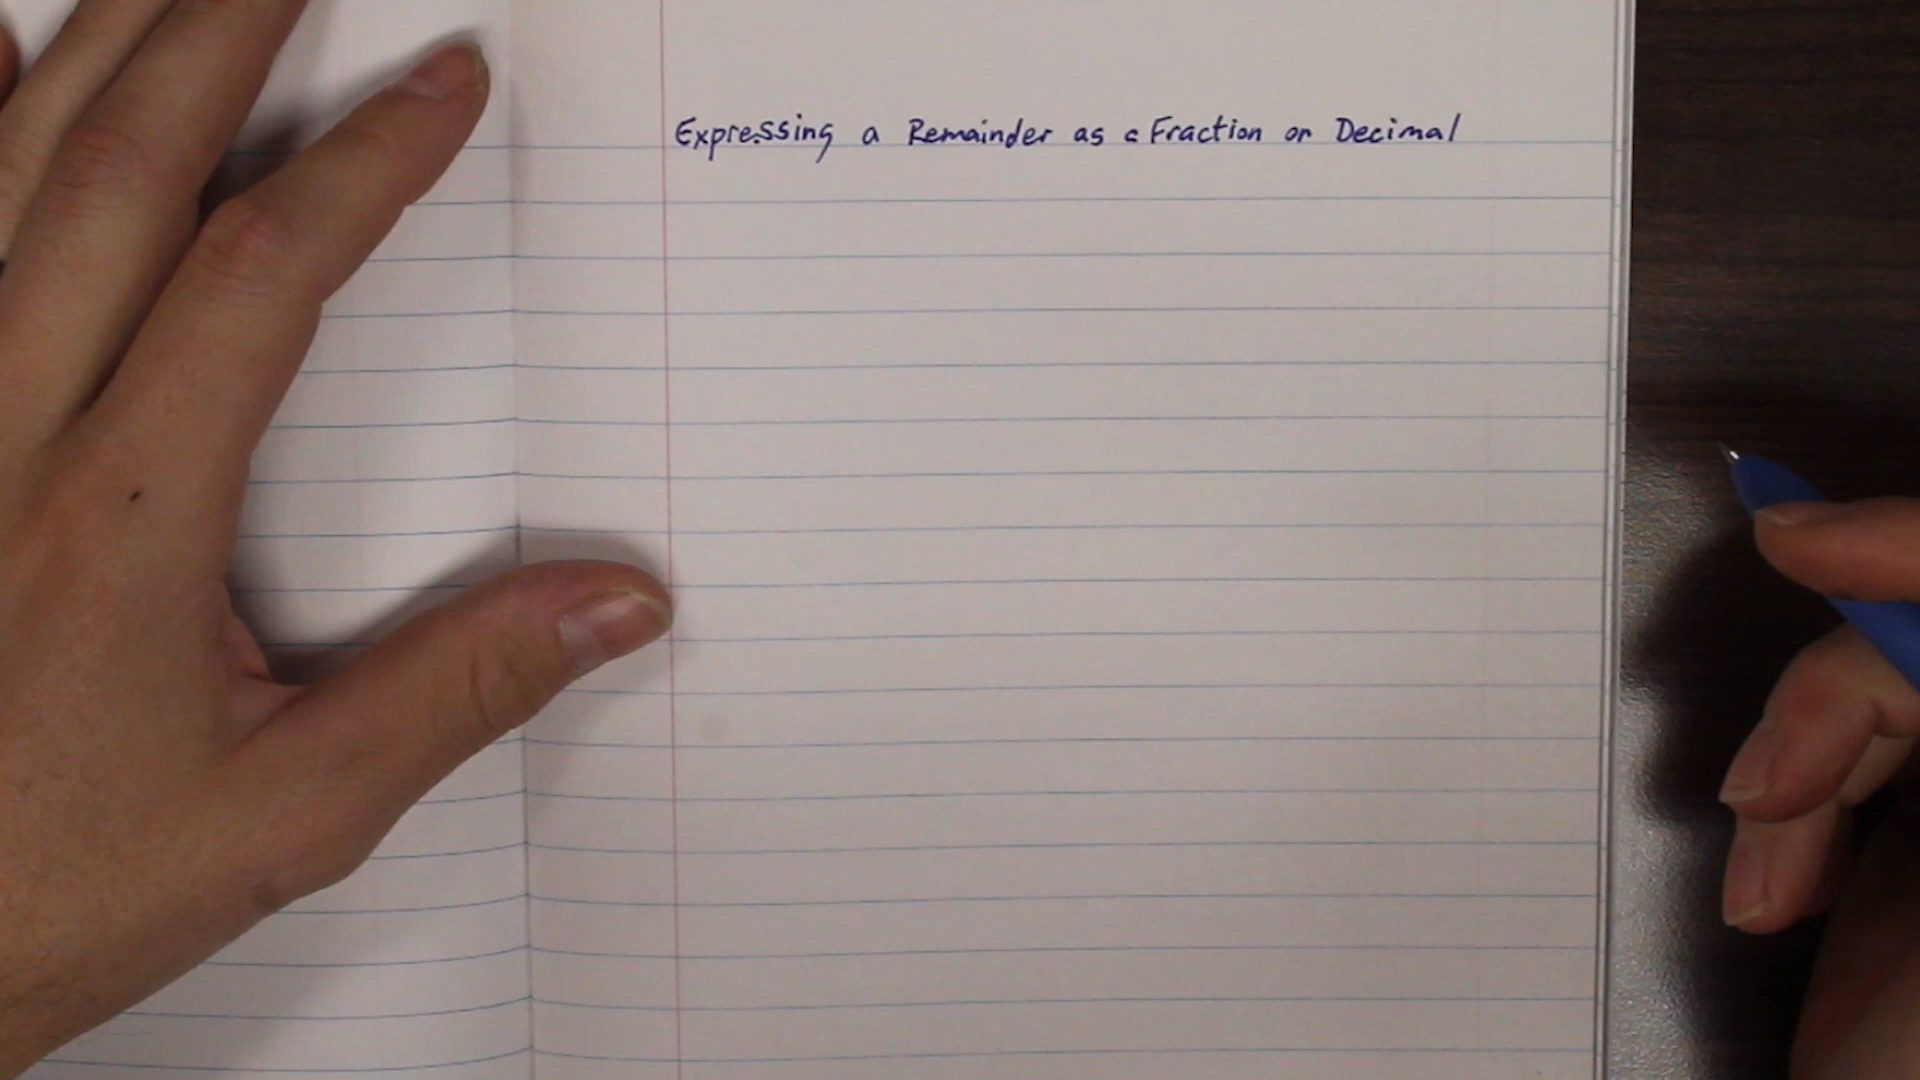 Expressing a Remainder as a Fraction or Decimal